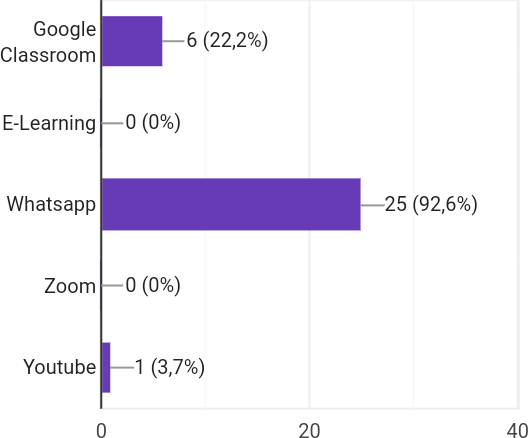 Google
Classroom
6 (22,2%)
E-Learning
0 (0%)
Whatsapp
25 (92,6%)
Zoom
0 (0%)
Youtube
1 (3,7%)
0
20
40